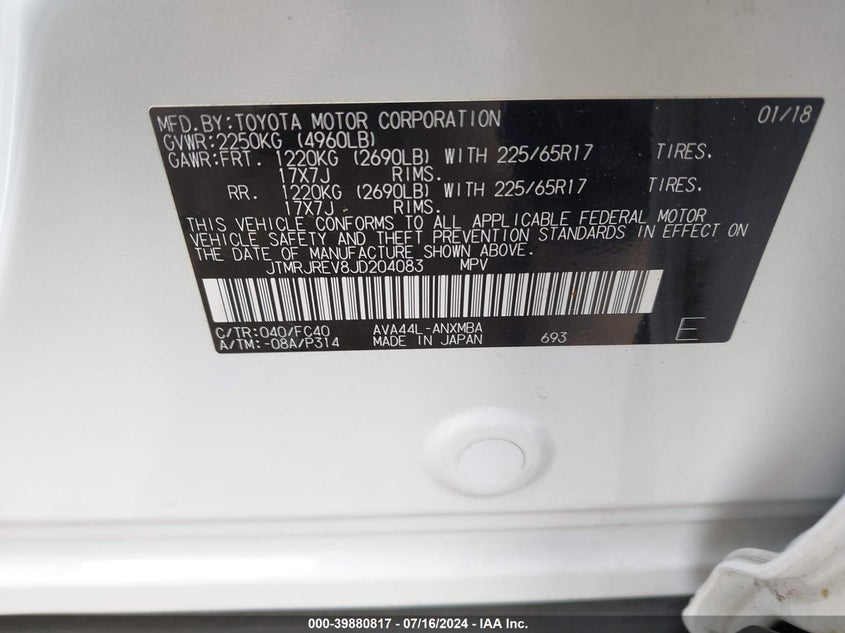 MFD.BY:TOYOTA MOTOR CORPORATION 01/18
GVWR:2250KG (4960LB)
GAWR:FRT. 1220KG (2690LB) WITH 225/65R17 TIRES.
17X7J RIMS.
RR. 1220KG (2690LB) WITH 225/65R17 TIRES.
17X7J RIMS.
THIS VEHICLE CONFORMS TO ALL APPLICABLE FEDERAL MOTOR
VEHICLE SAFETY AND THEFT PREVENTION STANDARDS IN EFFECT ON
THE DATE OF MANUFACTURE SHOWN ABOVE.
JTMRJREV8JD204083 MPV
C/TR:040/FC40 AVA44L-ANXMBA
A/TM:-08A/P314 MADE IN JAPAN 693 E
000-39880817 - 07/16/2024 - IAA Inc.